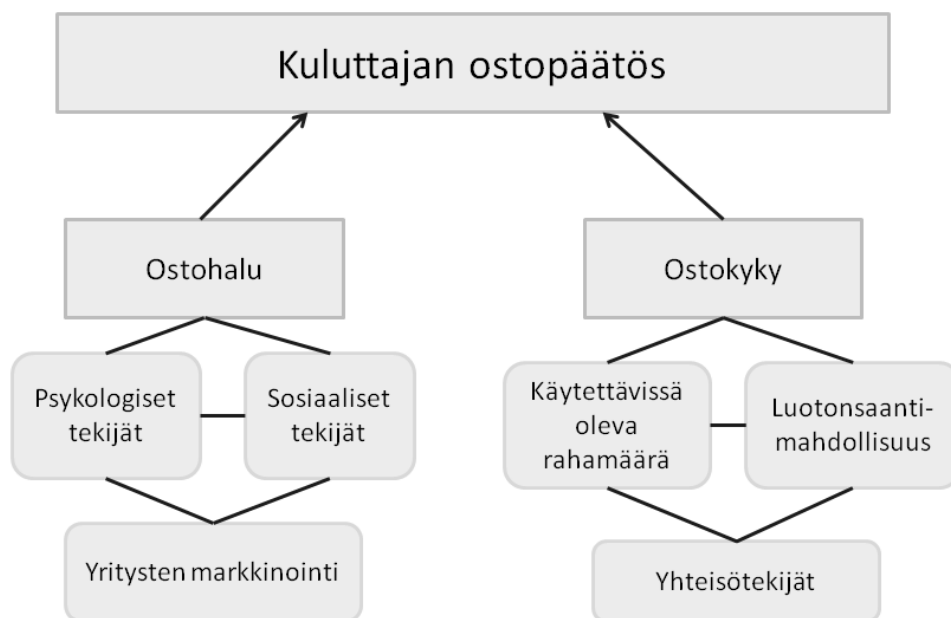 Kuluttajan ostopäätös
Ostohalu
Ostokyky
Psykologiset
tekijät
Sosiaaliset
tekijät
Käytettävissä
oleva
rahamäärä
Luotonsaanti-
mahdollisuus
Yritysten markkinointi
Yhteisötekijät